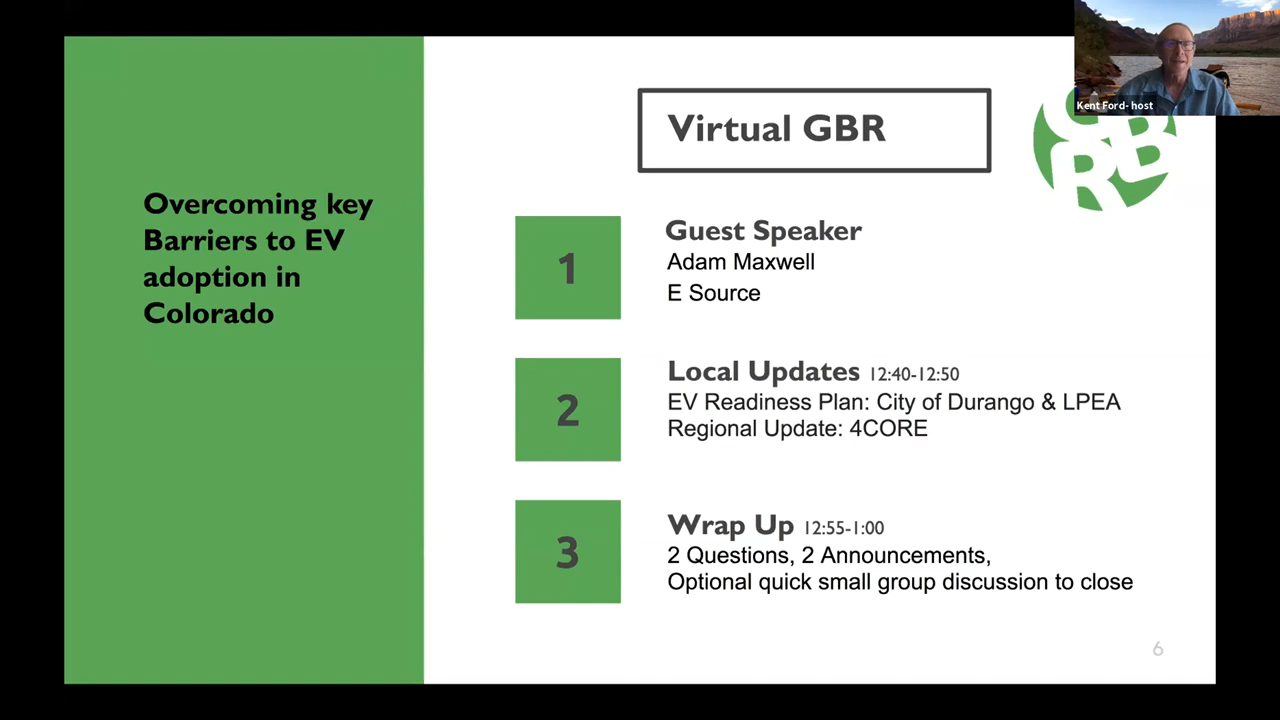 Overcoming key
Barriers to EV
adoption in
Colorado
Virtual GBR
Kent Ford- host
GBR
1
Guest Speaker
Adam Maxwell
E Source
2
Local Updates 12:40-12:50
EV Readiness Plan: City of Durango & LPEA
Regional Update: 4CORE
3
Wrap Up 12:55-1:00
2 Questions, 2 Announcements,
Optional quick small group discussion to close
6